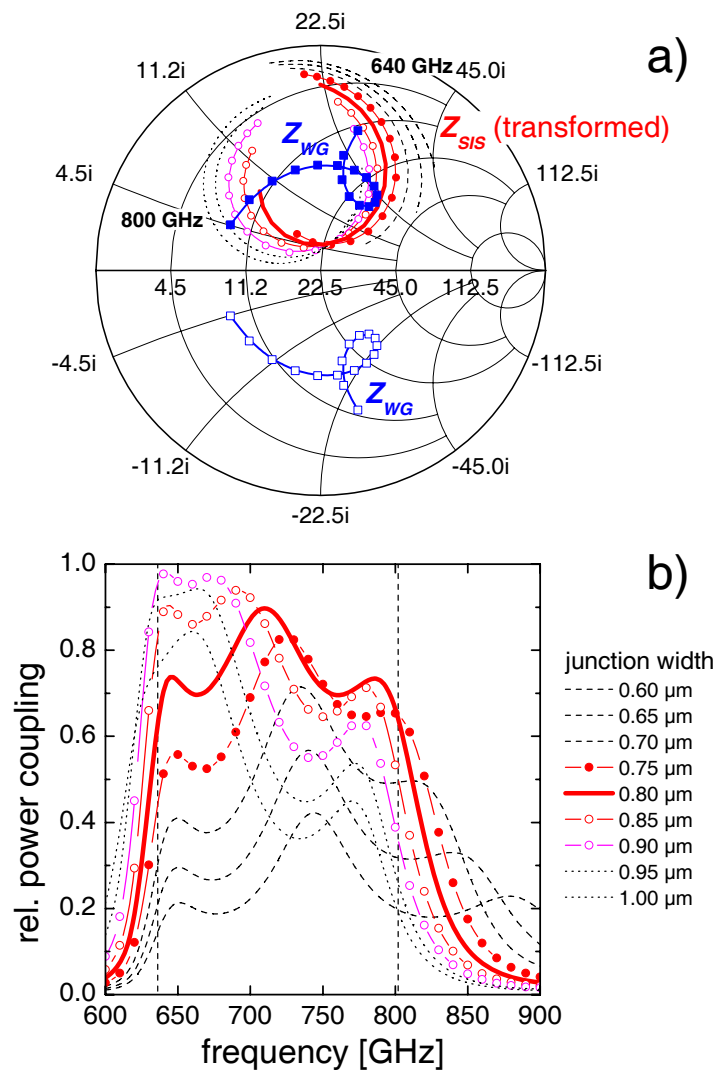 22.5i
a)
11.2i
640 GHz
45.0i
Z_SIS (transformed)
Z_WG
4.5i
112.5i
800 GHz
4.5 11.2 22.5 45.0 112.5
-4.5i
-112.5i
Z_WG
-11.2i
-45.0i
-22.5i
b)
1.0
0.8
0.6
0.4
0.2
0.0
rel. power coupling
600 650 700 750 800 850 900
frequency [GHz]
junction width
0.60 µm
0.65 µm
0.70 µm
0.75 µm
0.80 µm
0.85 µm
0.90 µm
0.95 µm
1.00 µm